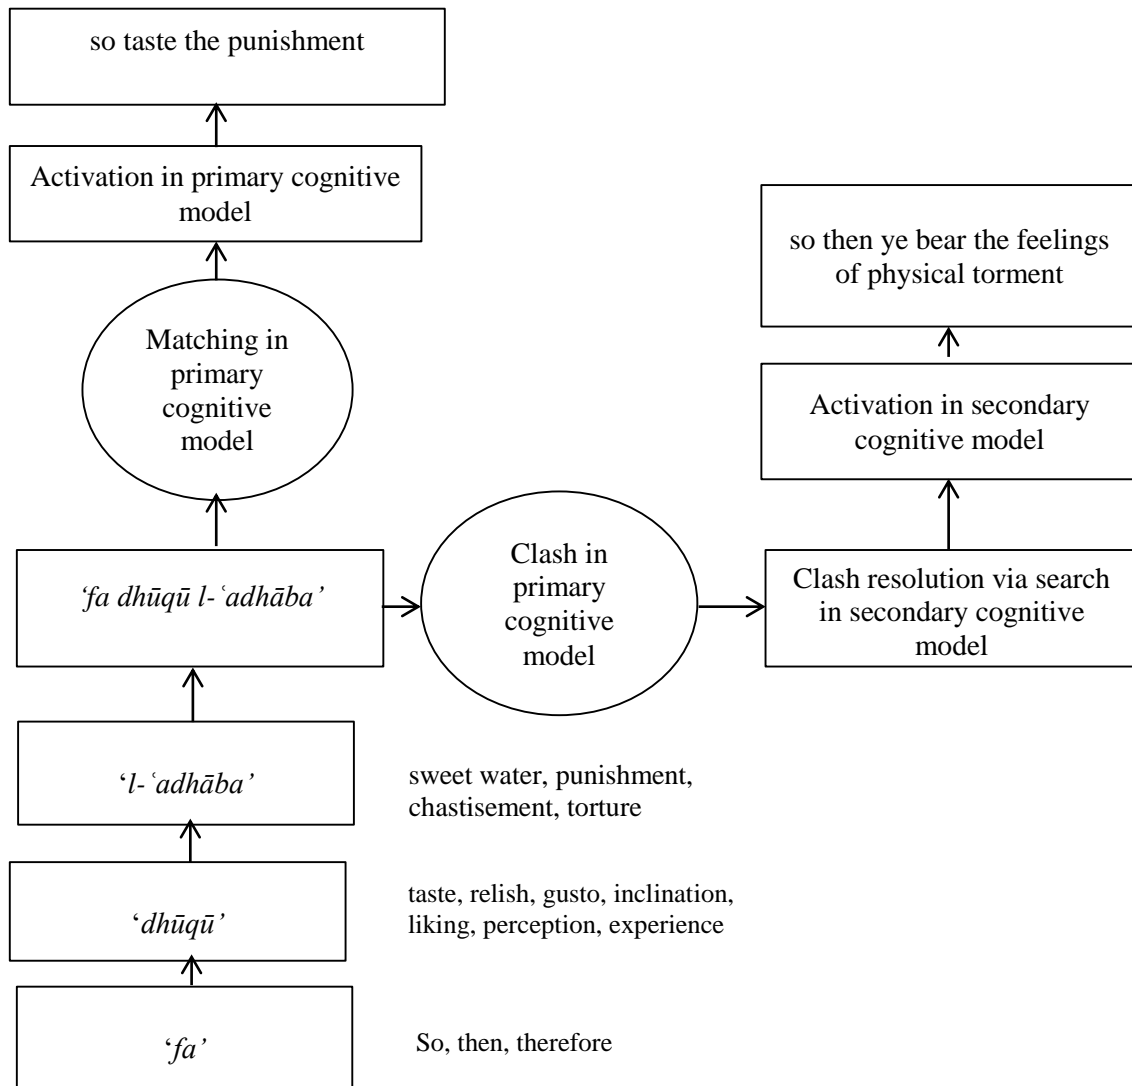 so taste the punishment
Activation in primary cognitive
model
so then ye bear the feelings
of physical torment
Matching in
primary
cognitive
model
Activation in secondary
cognitive model
‘fa dhūqū l- ʿadhāba’
Clash in
primary
cognitive
model
Clash resolution via search
in secondary cognitive
model
‘l- ʿadhāba’
sweet water, punishment,
chastisement, torture
‘dhūqū’
taste, relish, gusto, inclination,
liking, perception, experience
‘fa’
So, then, therefore